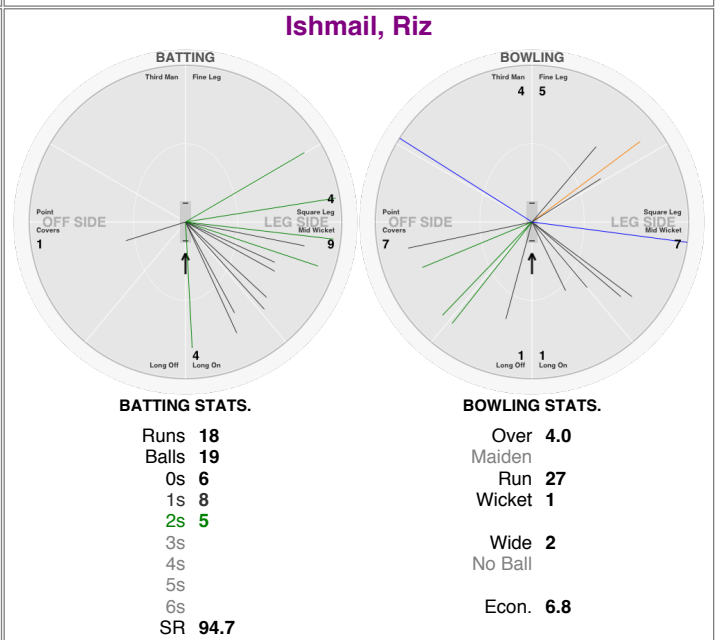 Ishmail, Riz
BATTING
Third Man Fine Leg
4
Point Square Leg
OFF SIDE LEG SIDE
Covers Mid Wicket
1 9
4
Long Off Long On
BOWLING
Third Man Fine Leg
4 5
Point Square Leg
OFF SIDE LEG SIDE
Covers Mid Wicket
7 7
1 1
Long Off Long On
BATTING STATS.
Runs 18
Balls 19
0s 6
1s 8
2s 5
3s
4s
5s
6s
SR 94.7
BOWLING STATS.
Over 4.0
Maiden
Run 27
Wicket 1
Wide 2
No Ball
Econ. 6.8